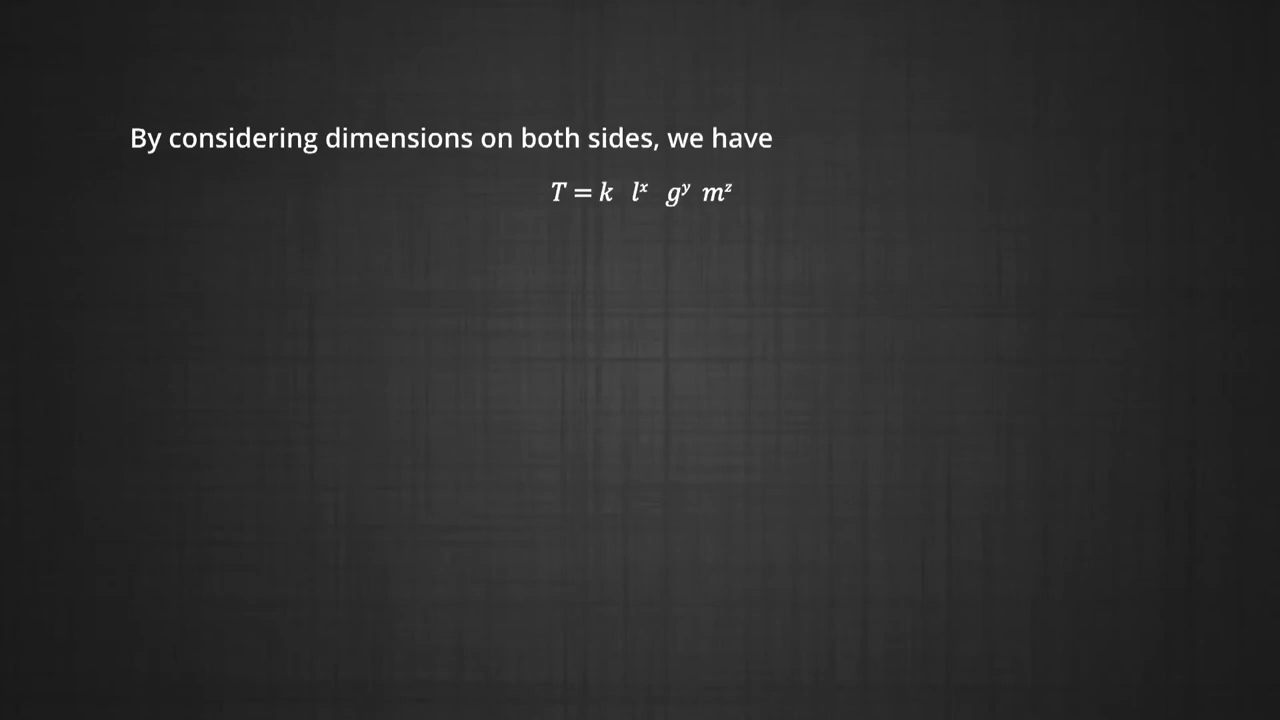 By considering dimensions on both sides, we have
T = k l^x g^y m^z